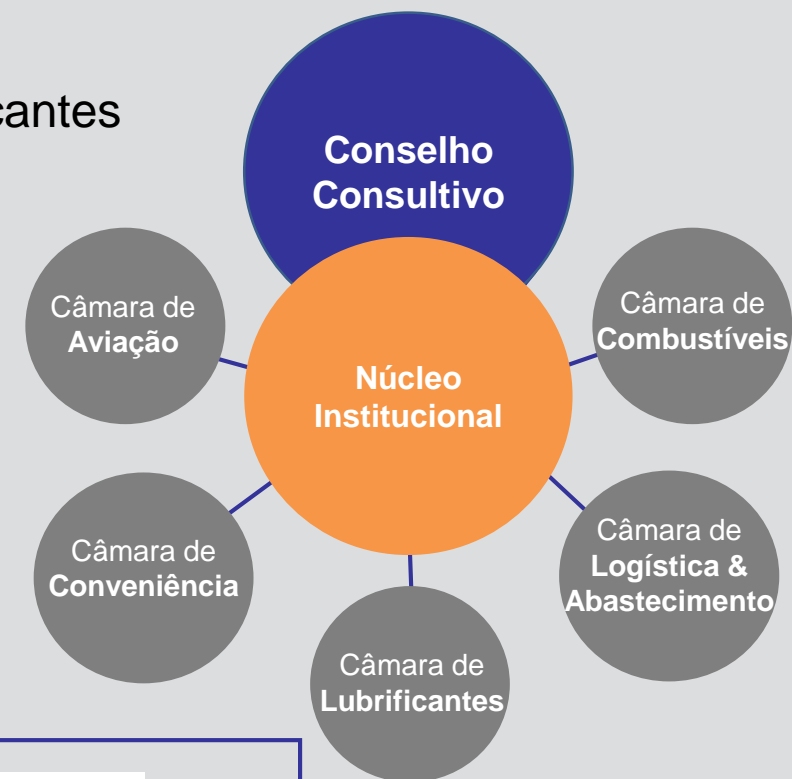 Conselho
Consultivo
Câmara de
Aviação
Câmara de
Combustíveis
Núcleo
Institucional
Câmara de
Conveniência
Câmara de
Logística &
Abastecimento
Câmara de
Lubrificantes